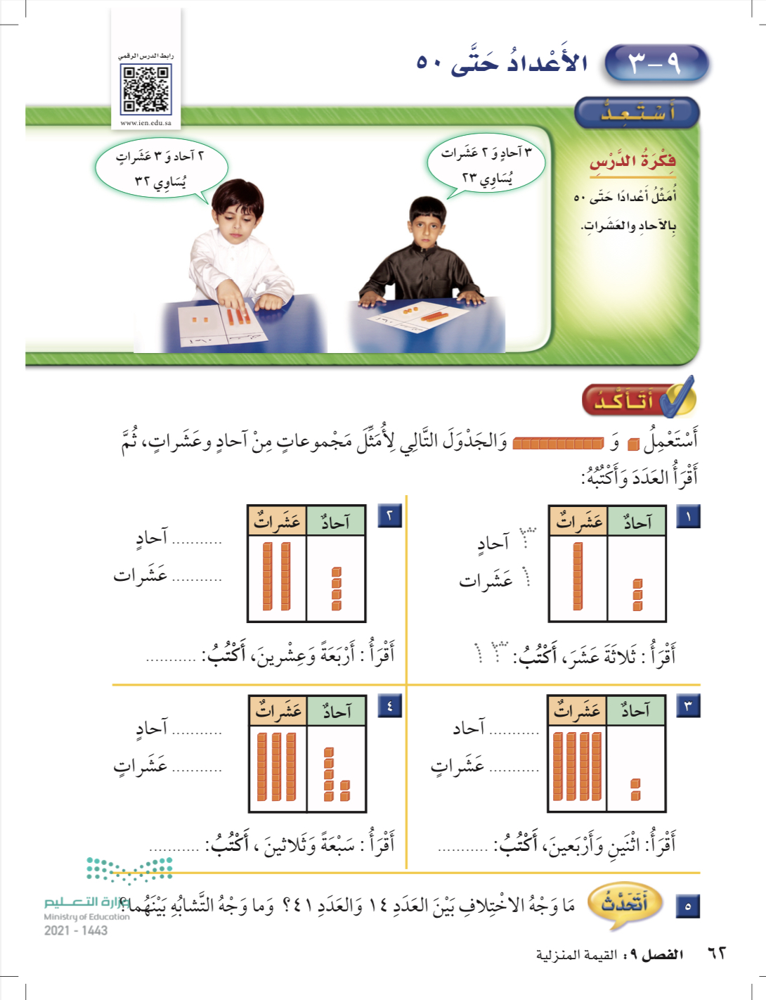 رابط الدرس الرقمي
www.ien.edu.sa
٩-٣ الأَعْدادُ حَتَّى ٥٠
أَسْتَعِدُّ
فِكْرَةُ الدَّرْسِ
أُمَثِّلُ أَعْدادًا حَتّى ٥٠
بِالآحادِ والعَشَراتِ.
٣ آحادٍ وَ ٢ عَشَرات
يُسَاوِي ٢٣
٢ آحاد وَ ٣ عَشَراتٍ
يُسَاوِي ٣٢
أَتَأَكَّدُ
أَسْتَعْمِلُ وَ وَالجَدْوَلَ التَّالِي لِأُمَثِّلَ مَجْموعاتٍ مِنْ آحادٍ وعَشَراتٍ، ثُمَّ
أَقْرَأُ العَدَدَ وَأَكْتُبُهُ:
١
آحادٌ عَشَراتٌ
٣ آحادٍ
١ عَشَرات
أَقْرَأُ : ثَلاثَةَ عَشَرَ، أَكْتُبُ: ١٣
٢
آحادٌ عَشَراتٌ
........... آحادٍ
........... عَشَرات
أَقْرَأُ : أَرْبَعَةً وَعِشْرينَ، أَكْتُبُ: ...........
٣
آحادٌ عَشَراتٌ
........... آحاد
........... عَشَراتٍ
أَقْرَأُ: اثْنَينِ وَأَرْبَعينَ، أَكْتُبُ: ...........
٤
آحادٌ عَشَراتٌ
........... آحادٍ
........... عَشَراتٍ
أَقْرَأُ : سَبْعَةً وَثَلاثينَ ، أَكْتُبُ: ...........
٥ أَتَحَدَّثُ مَا وَجْهُ الاخْتِلافِ بَيْنَ العَدَدِ ١٤ وَالعَدَدِ ٤١؟ وَما وَجْهُ التَّشابُهِ بَيْنَهُما؟
وزارة التعليم
Ministry of Education
2021 - 1443
٦٢ الفصل ٩: القيمة المنزلية